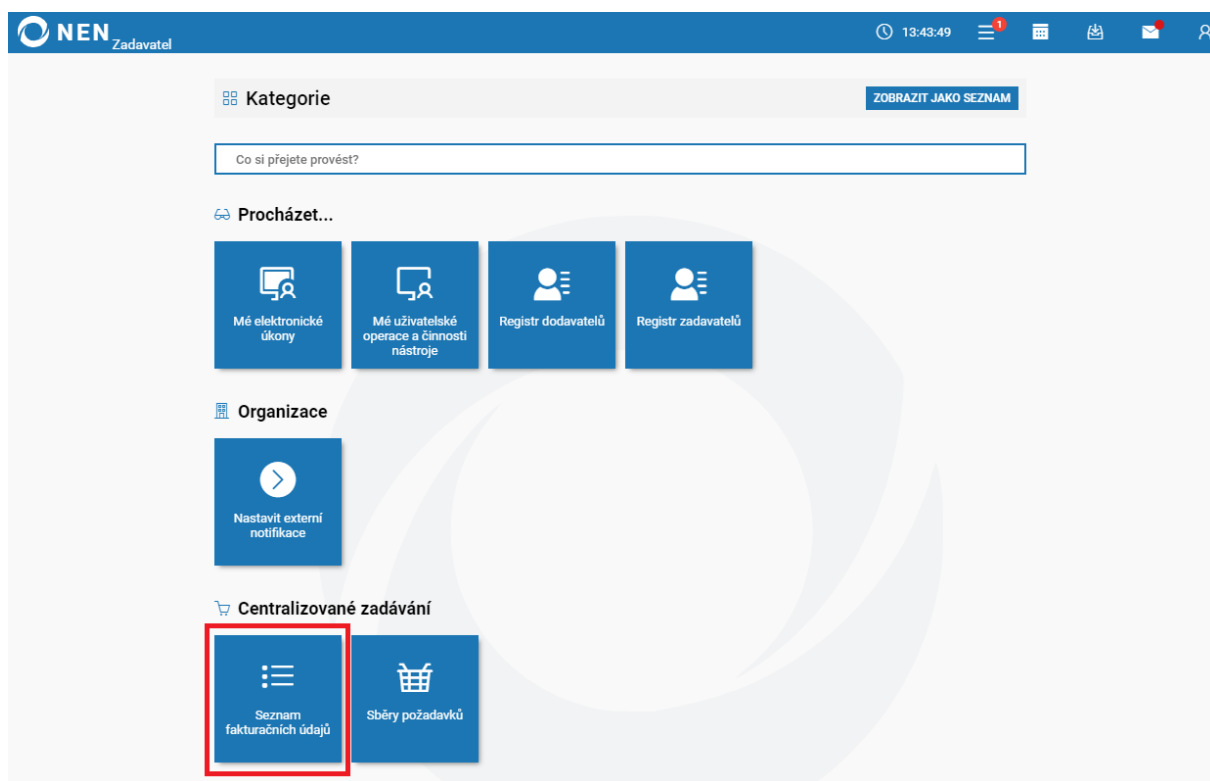 NEN Zadavatel
13:43:49
1
Kategorie
ZOBRAZIT JAKO SEZNAM
Co si přejete provést?
Procházet...
Mé elektronické
úkony
Mé uživatelské
operace a činnosti
nástroje
Registr dodavatelů
Registr zadavatelů
Organizace
Nastavit externí
notifikace
Centralizované zadávání
Seznam
fakturačních údajů
Sběry požadavků